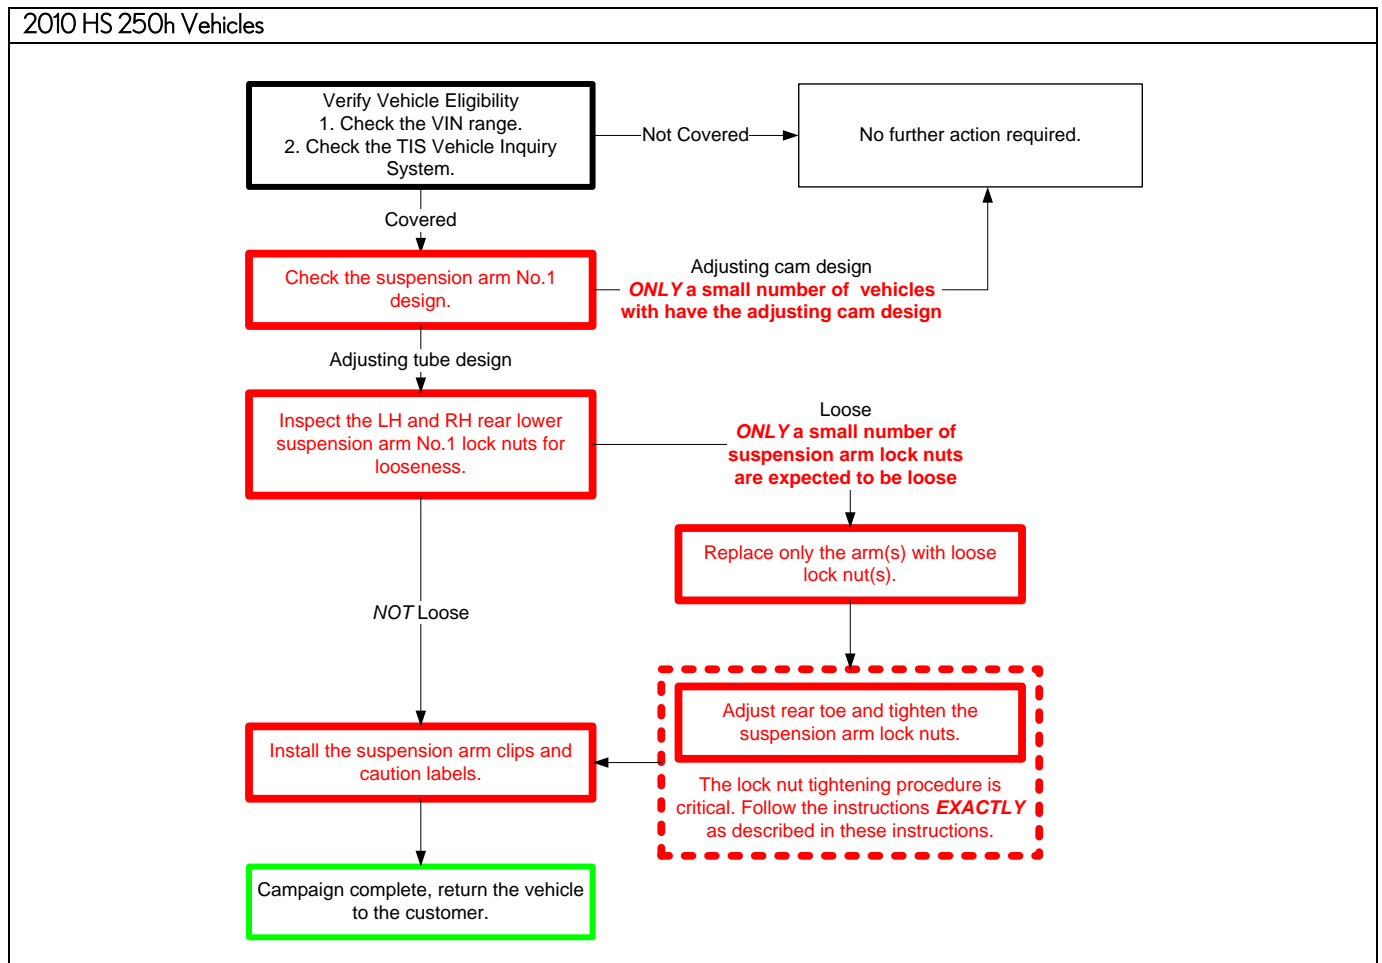 2010 HS 250h Vehicles
Verify Vehicle Eligibility
1. Check the VIN range.
2. Check the TIS Vehicle Inquiry
System.
Not Covered
No further action required.
Covered
Check the suspension arm No.1
design.
Adjusting cam design
ONLY a small number of vehicles
with have the adjusting cam design
Adjusting tube design
Inspect the LH and RH rear lower
suspension arm No.1 lock nuts for
looseness.
Loose
ONLY a small number of
suspension arm lock nuts
are expected to be loose
Replace only the arm(s) with loose
lock nut(s).
NOT Loose
Adjust rear toe and tighten the
suspension arm lock nuts.
The lock nut tightening procedure is
critical. Follow the instructions EXACTLY
as described in these instructions.
Install the suspension arm clips and
caution labels.
Campaign complete, return the vehicle
to the customer.